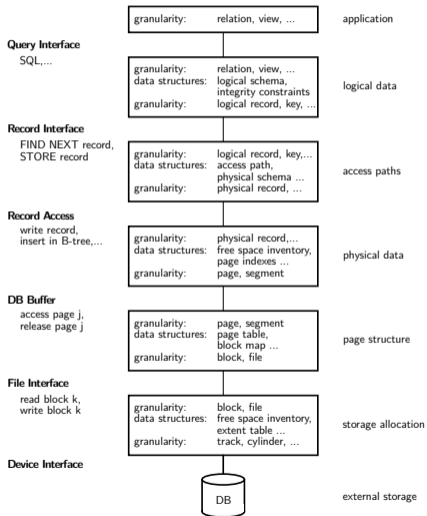 granularity: relation, view, ... application
Query Interface
SQL,...
granularity: relation, view, ...
data structures: logical schema, logical data
integrity constraints
granularity: logical record, key, ...
Record Interface
FIND NEXT record,
STORE record
granularity: logical record, key,...
data structures: access path, access paths
physical schema ...
granularity: physical record, ...
Record Access
write record,
insert in B-tree,...
granularity: physical record,...
data structures: free space inventory, physical data
page indexes ...
granularity: page, segment
DB Buffer
access page j,
release page j
granularity: page, segment
data structures: page table, page structure
block map ...
granularity: block, file
File Interface
read block k,
write block k
granularity: block, file
data structures: free space inventory, storage allocation
extent table ...
granularity: track, cylinder, ...
Device Interface
DB external storage